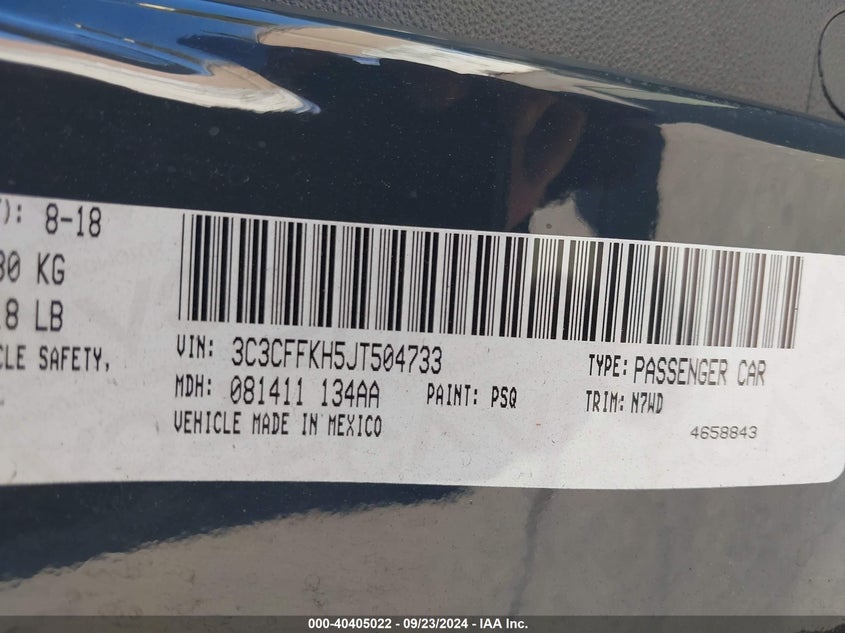 ): 8-18
80 KG
8 LB
CLE SAFETY,
VIN: 3C3CFFKH5JT504733
TYPE: PASSENGER CAR
MDH: 081411 134AA
PAINT: PSQ
TRIM: N7WD
VEHICLE MADE IN MEXICO
4658843
000-40405022 - 09/23/2024 - IAA Inc.